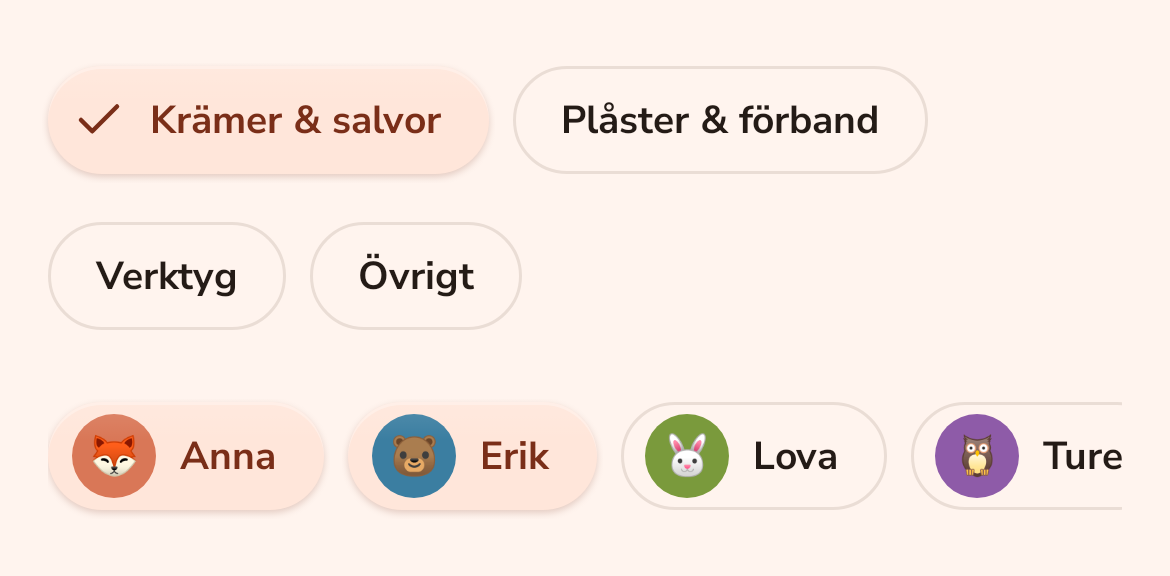 Krämer & salvor Plåster & förband
Verktyg Övrigt
Anna Erik Lova Ture